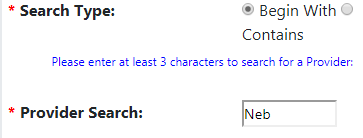 * Search Type: Begin With
Contains
Please enter at least 3 characters to search for a Provider:
* Provider Search: Neb